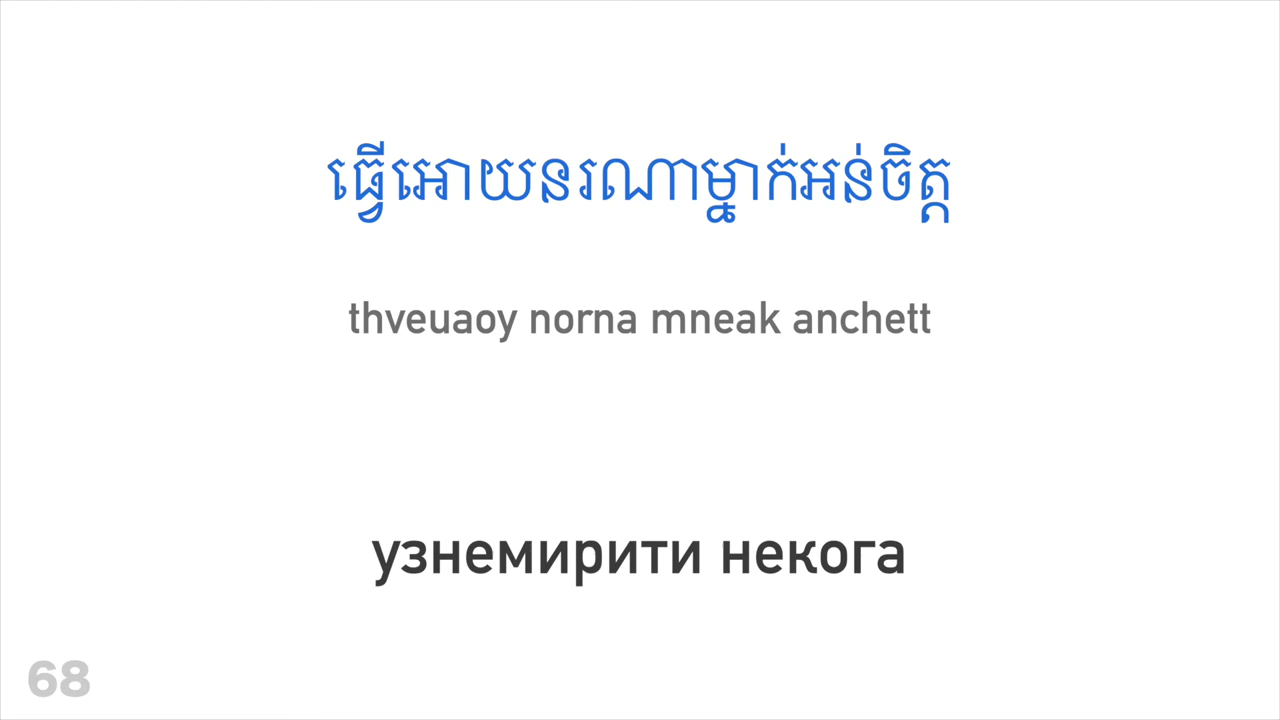 ធ្វើអោយនរណាម្នាក់អន់ចិត្ត
thveuaoy norna mneak anchett
узнемирити некога
68